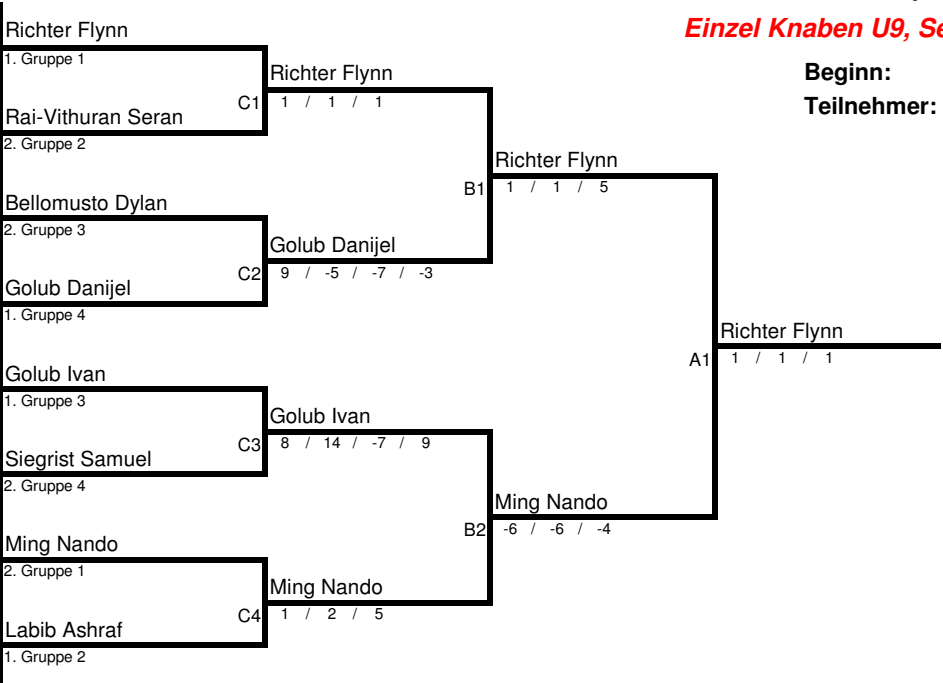 Einzel Knaben U9, Se
Beginn:
Teilnehmer:
Richter Flynn
1. Gruppe 1
Rai-Vithuran Seran
2. Gruppe 2
C1
Richter Flynn
1 / 1 / 1
Bellomusto Dylan
2. Gruppe 3
Golub Danijel
1. Gruppe 4
C2
Golub Danijel
9 / -5 / -7 / -3
B1
Richter Flynn
1 / 1 / 5
Golub Ivan
1. Gruppe 3
Siegrist Samuel
2. Gruppe 4
C3
Golub Ivan
8 / 14 / -7 / 9
Ming Nando
2. Gruppe 1
Labib Ashraf
1. Gruppe 2
C4
Ming Nando
1 / 2 / 5
B2
Ming Nando
-6 / -6 / -4
A1
Richter Flynn
1 / 1 / 1